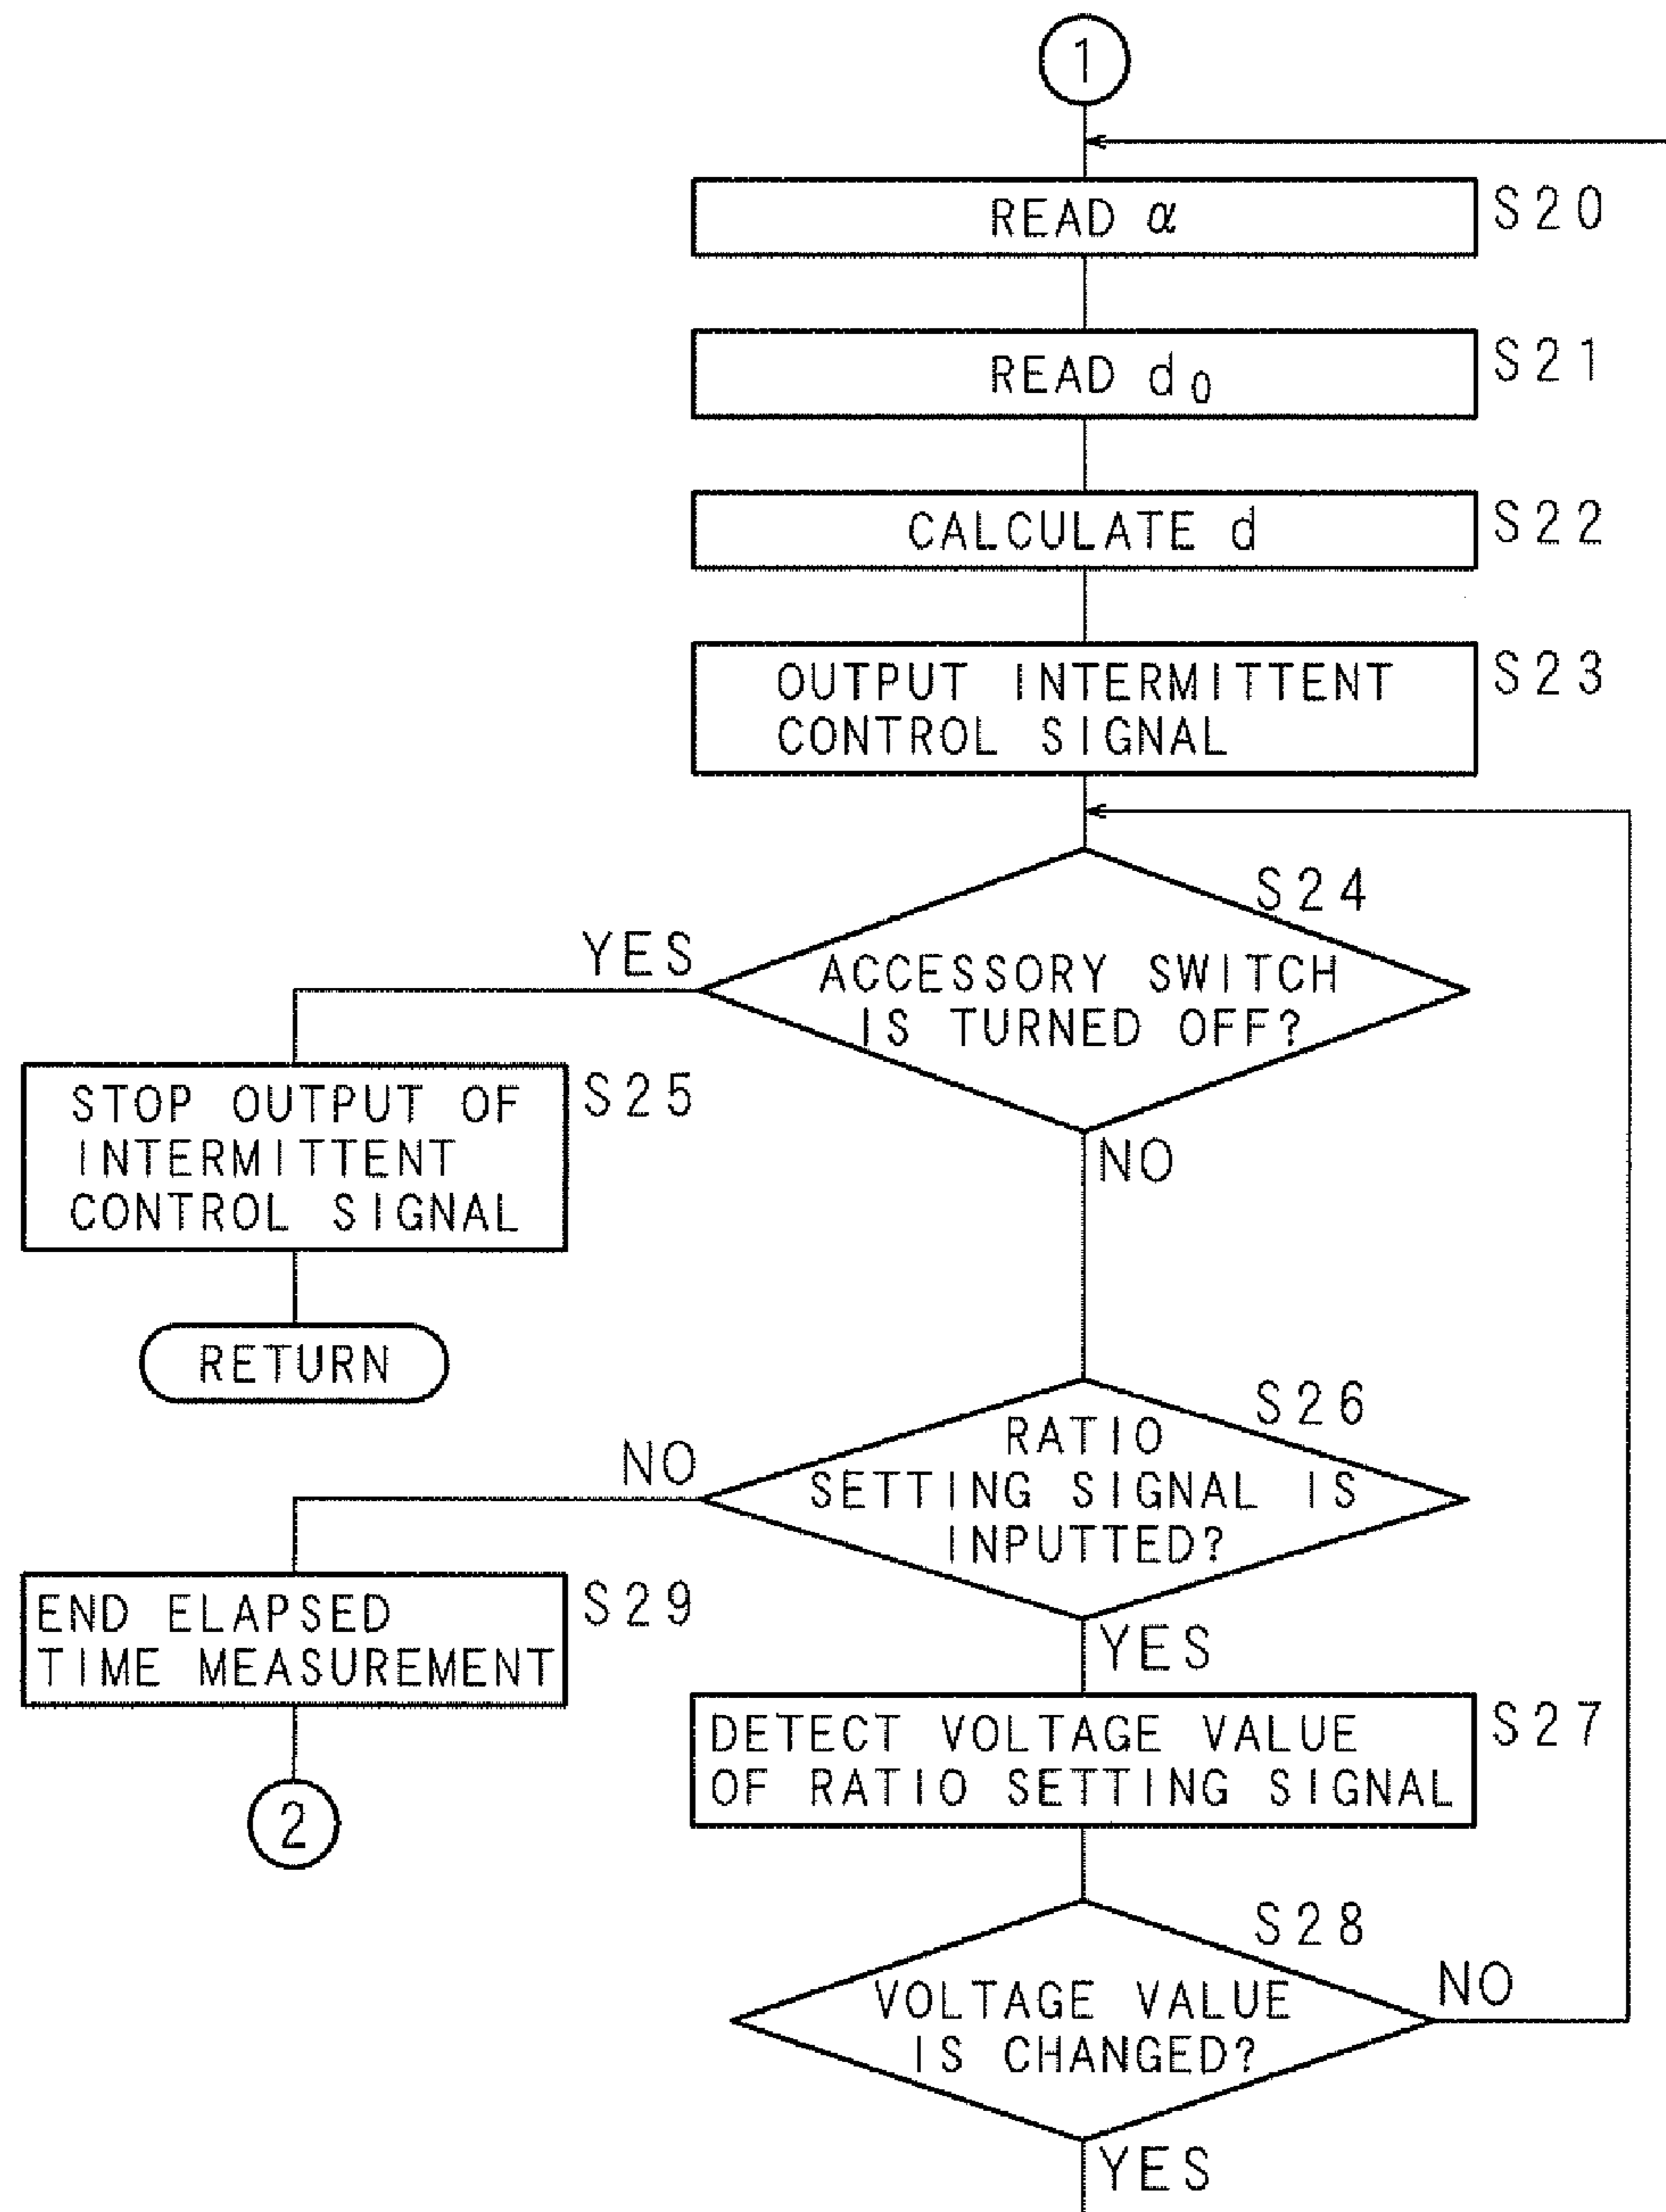 1
READ α
S20
READ d0
S21
CALCULATE d
S22
OUTPUT INTERMITTENT
CONTROL SIGNAL
S23
S24
YES
ACCESSORY SWITCH
IS TURNED OFF?
NO
STOP OUTPUT OF
INTERMITTENT
CONTROL SIGNAL
S25
RETURN
S26
NO
RATIO
SETTING SIGNAL IS
INPUTTED?
YES
END ELAPSED
TIME MEASUREMENT
S29
2
DETECT VOLTAGE VALUE
OF RATIO SETTING SIGNAL
S27
S28
VOLTAGE VALUE
IS CHANGED?
NO
YES